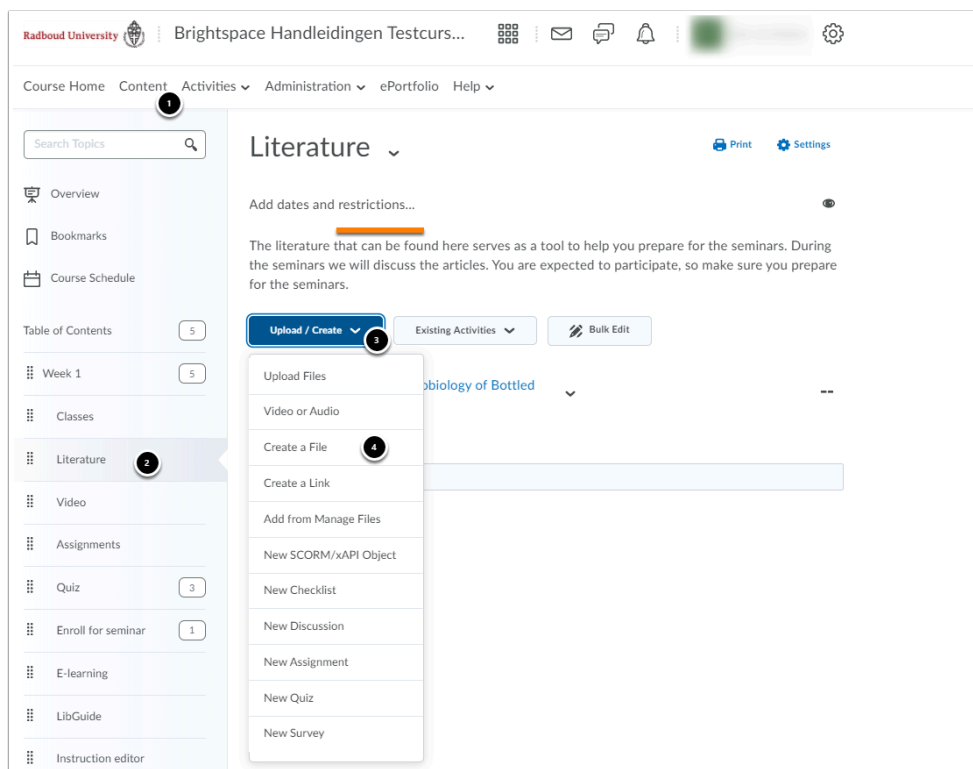 Radboud University
Brightspace Handleidingen Testcurs...
Course Home Content Activities Administration ePortfolio Help
1
Search Topics
Overview
Bookmarks
Course Schedule
Table of Contents 5
Week 1 5
Classes
Literature 2
Video
Assignments
Quiz 3
Enroll for seminar 1
E-learning
LibGuide
Instruction editor
Literature
Print Settings
Add dates and restrictions...
The literature that can be found here serves as a tool to help you prepare for the seminars. During
the seminars we will discuss the articles. You are expected to participate, so make sure you prepare
for the seminars.
Upload / Create 3 Existing Activities Bulk Edit
of Bottled
--
Upload Files
Video or Audio
Create a File 4
Create a Link
Add from Manage Files
New SCORM/xAPI Object
New Checklist
New Discussion
New Assignment
New Quiz
New Survey